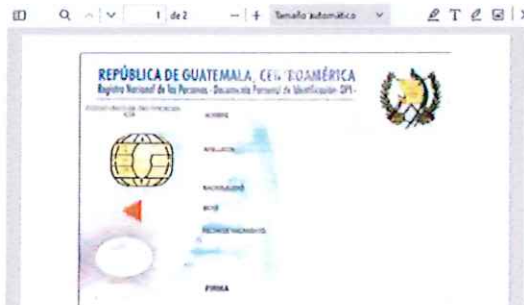 1 de 2
Tamaño automático
REPÚBLICA DE GUATEMALA, CENTROAMÉRICA
Registro Nacional de las Personas - Documento Personal de Identificación - DPI -
NOMBRE
APELLIDOS
NACIONALIDAD
SEXO
FECHA DE NACIMIENTO
FIRMA